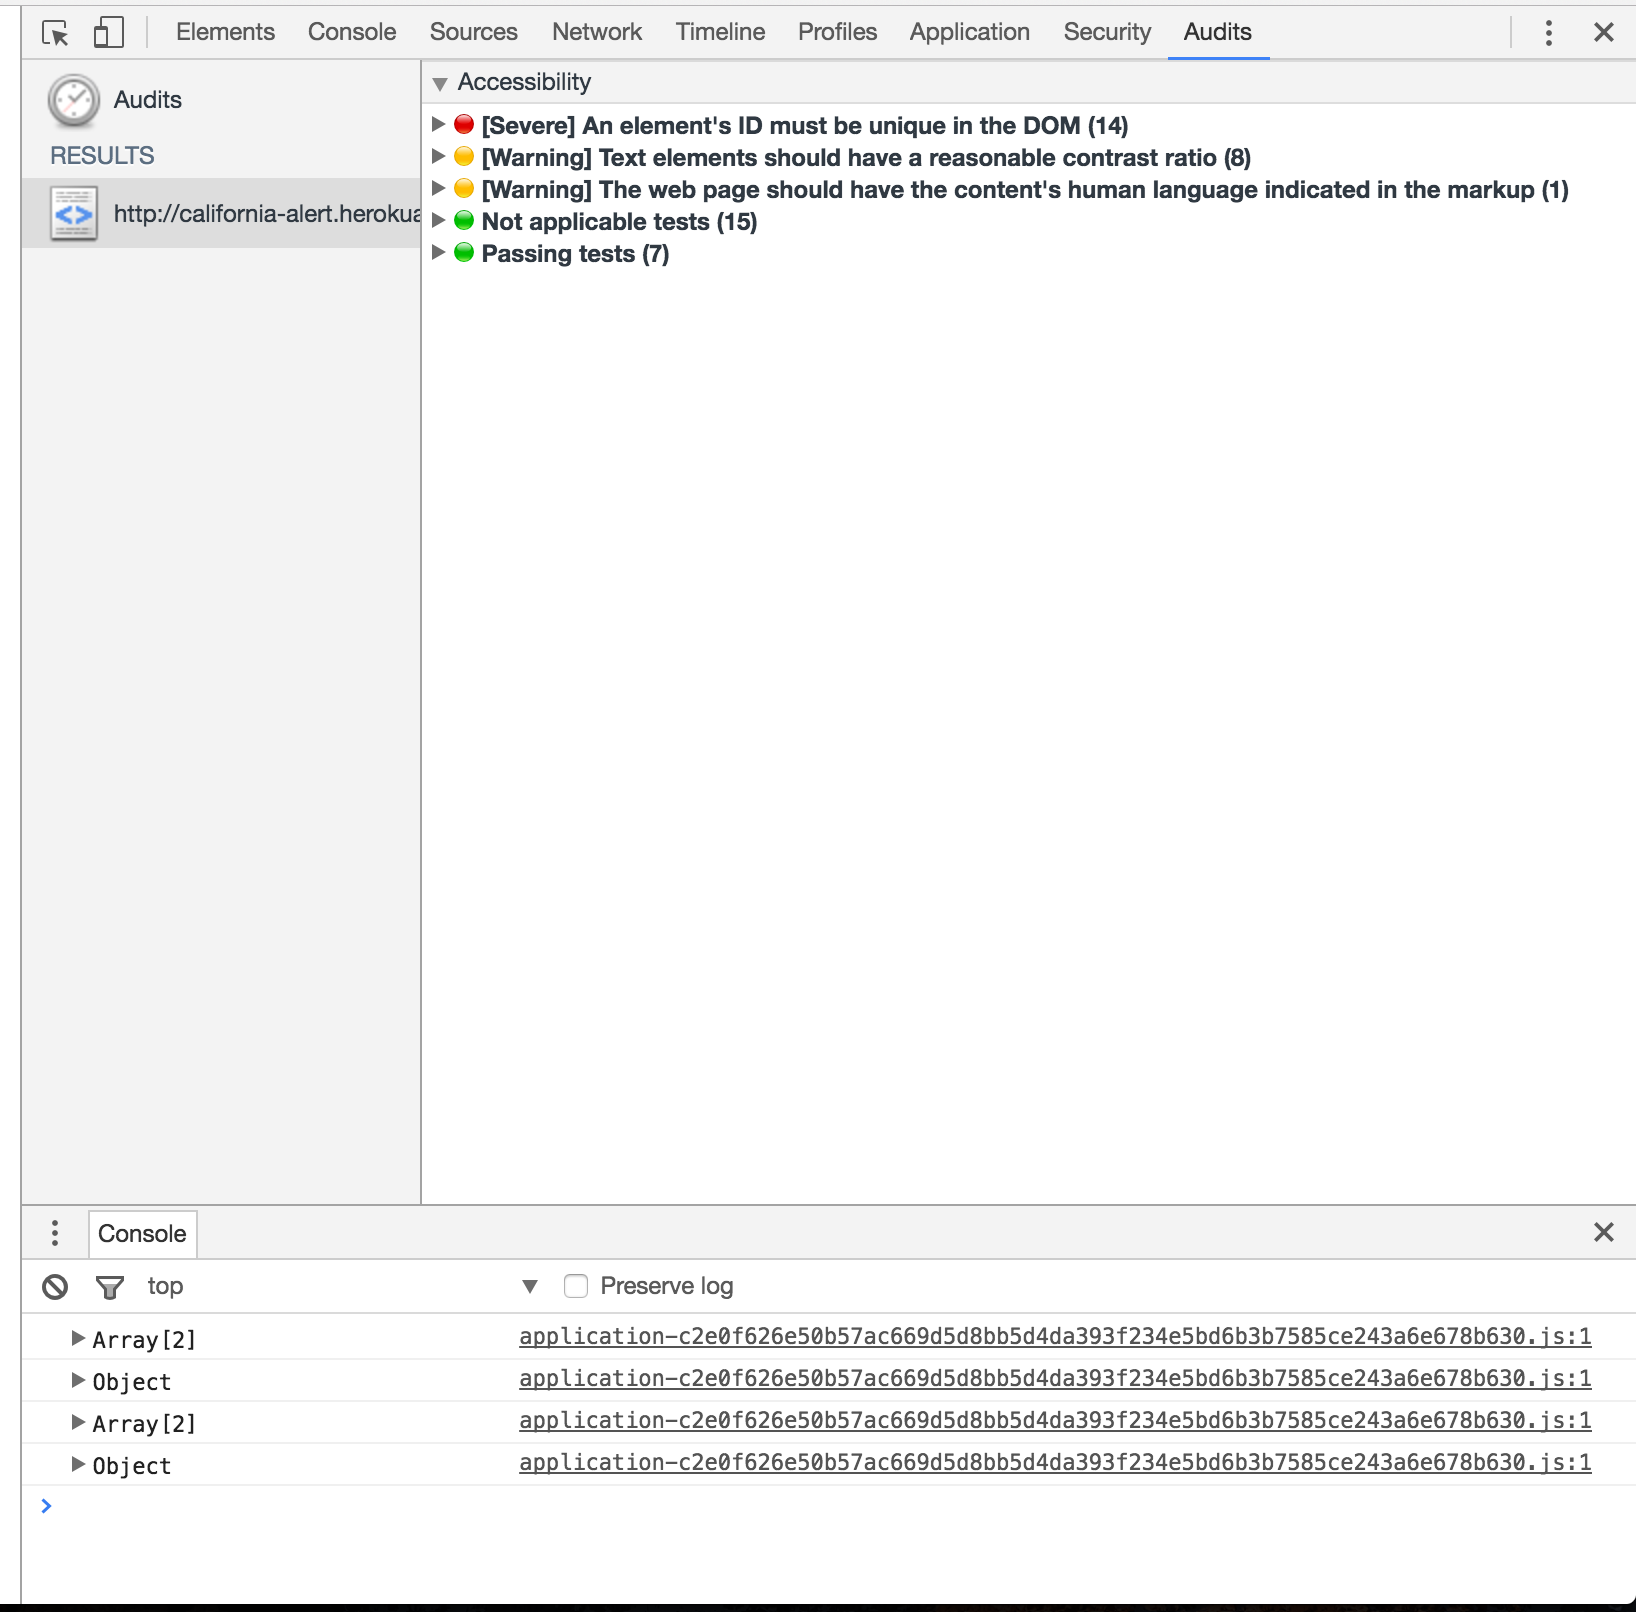 Elements Console Sources Network Timeline Profiles Application Security Audits
Audits
RESULTS
http://california-alert.herokua
Accessibility
[Severe] An element's ID must be unique in the DOM (14)
[Warning] Text elements should have a reasonable contrast ratio (8)
[Warning] The web page should have the content's human language indicated in the markup (1)
Not applicable tests (15)
Passing tests (7)
Console
top Preserve log
Array[2] application-c2e0f626e50b57ac669d5d8bb5d4da393f234e5bd6b3b7585ce243a6e678b630.js:1
Object application-c2e0f626e50b57ac669d5d8bb5d4da393f234e5bd6b3b7585ce243a6e678b630.js:1
Array[2] application-c2e0f626e50b57ac669d5d8bb5d4da393f234e5bd6b3b7585ce243a6e678b630.js:1
Object application-c2e0f626e50b57ac669d5d8bb5d4da393f234e5bd6b3b7585ce243a6e678b630.js:1